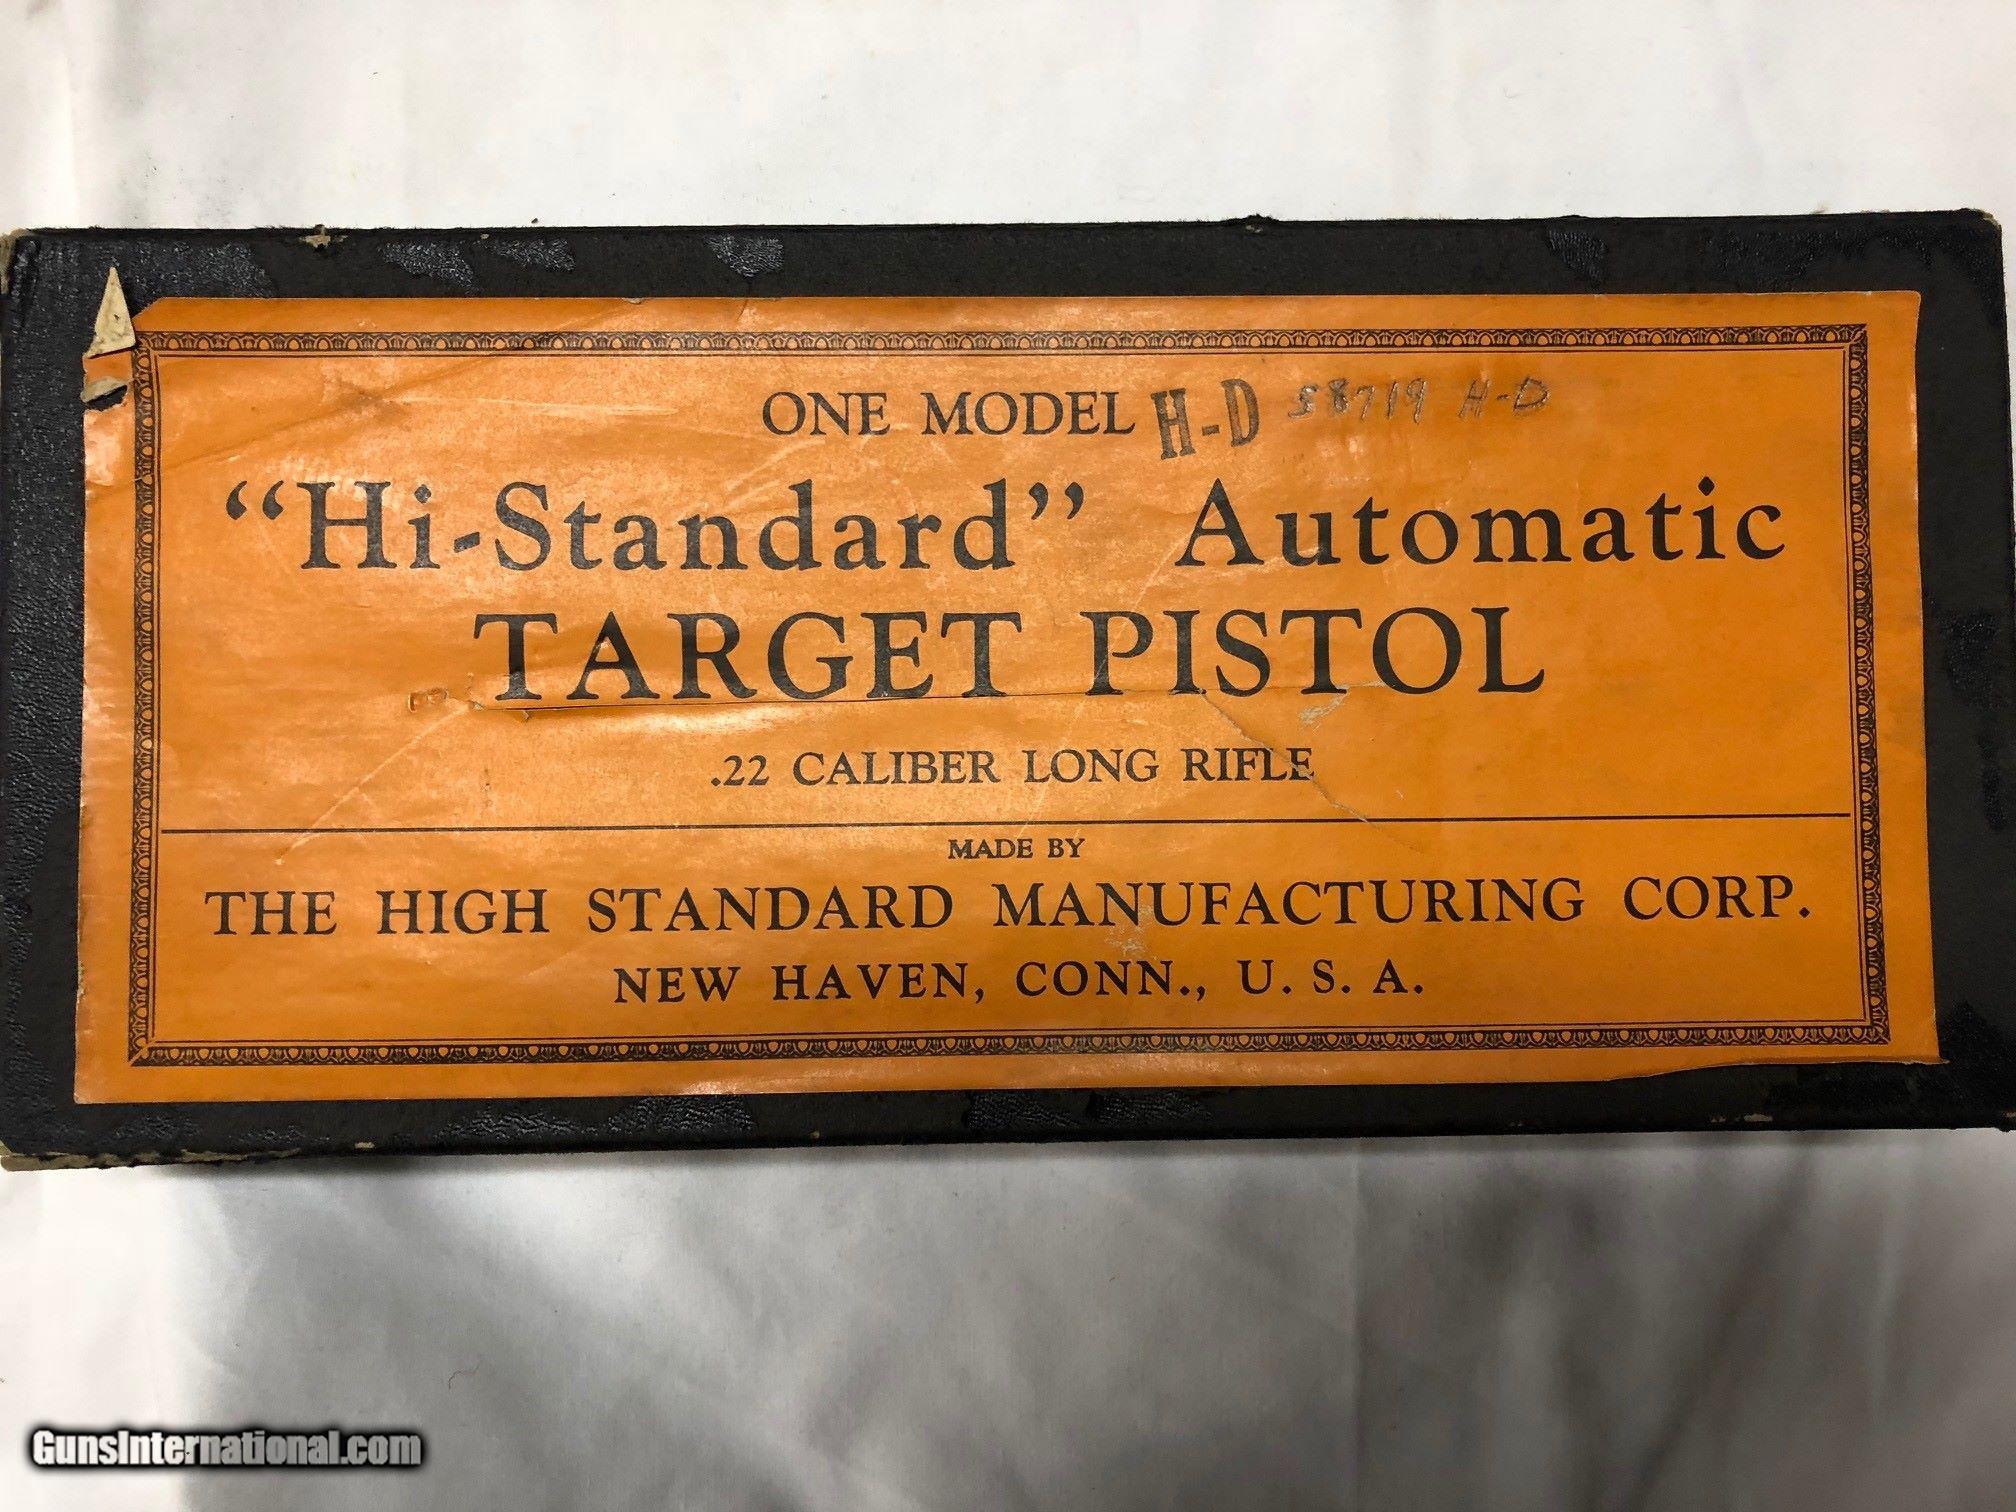 ONE MODEL H-D 58719 H-D
“Hi-Standard” Automatic
TARGET PISTOL
.22 CALIBER LONG RIFLE
MADE BY
THE HIGH STANDARD MANUFACTURING CORP.
NEW HAVEN, CONN., U. S. A.
GunsInternational.com